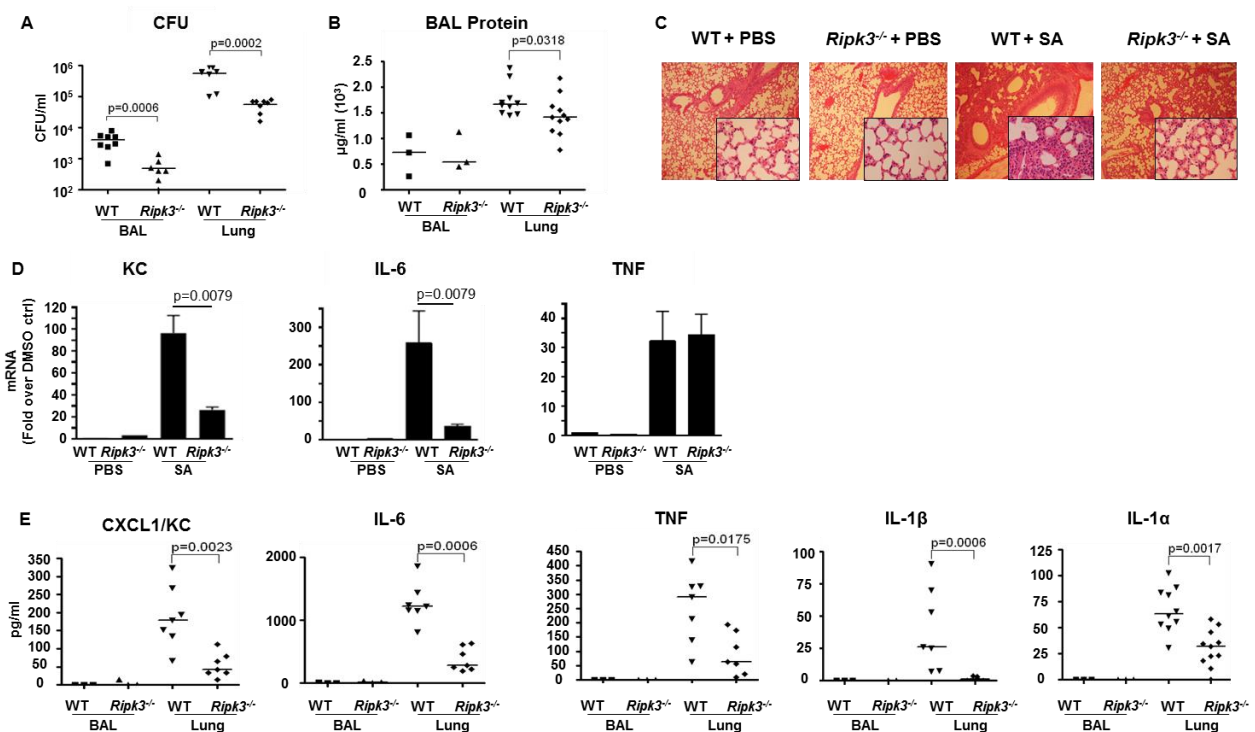 A CFU
p=0.0002
p=0.0006
CFU/ml
10⁶
10⁵
10⁴
10³
10²
WT Ripk3⁻/⁻ WT Ripk3⁻/⁻
BAL Lung
B BAL Protein
p=0.0318
µg/ml (10³)
2.5
2.0
1.5
1.0
0.5
0
WT Ripk3⁻/⁻ WT Ripk3⁻/⁻
BAL Lung
C
WT + PBS Ripk3⁻/⁻ + PBS WT + SA Ripk3⁻/⁻ + SA
D KC
p=0.0079
mRNA
(Fold over DMSO ctrl)
120
100
80
60
40
20
0
WT Ripk3⁻/⁻ WT Ripk3⁻/⁻
PBS SA
IL-6
p=0.0079
300
200
100
0
WT Ripk3⁻/⁻ WT Ripk3⁻/⁻
PBS SA
TNF
40
30
20
10
0
WT Ripk3⁻/⁻ WT Ripk3⁻/⁻
PBS SA
E CXCL1/KC
p=0.0023
pg/ml
350
300
250
200
150
100
50
0
WT Ripk3⁻/⁻ WT Ripk3⁻/⁻
BAL Lung
IL-6
p=0.0006
2000
1000
0
WT Ripk3⁻/⁻ WT Ripk3⁻/⁻
BAL Lung
TNF
p=0.0175
450
400
350
300
250
200
150
100
50
0
WT Ripk3⁻/⁻ WT Ripk3⁻/⁻
BAL Lung
IL-1β
p=0.0006
100
75
50
25
0
WT Ripk3⁻/⁻ WT Ripk3⁻/⁻
BAL Lung
IL-1α
p=0.0017
125
100
75
50
25
0
WT Ripk3⁻/⁻ WT Ripk3⁻/⁻
BAL Lung